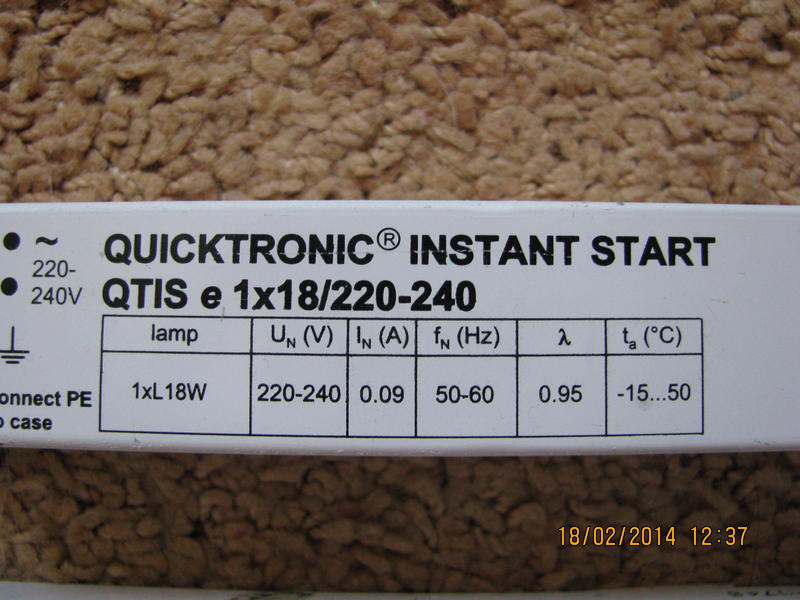 ~
220-
240V
QUICKTRONIC® INSTANT START
QTIS e 1x18/220-240
lamp UN (V) IN (A) fN (Hz) λ ta (°C)
1xL18W 220-240 0.09 50-60 0.95 -15...50
onnect PE
o case
18/02/2014 12:37